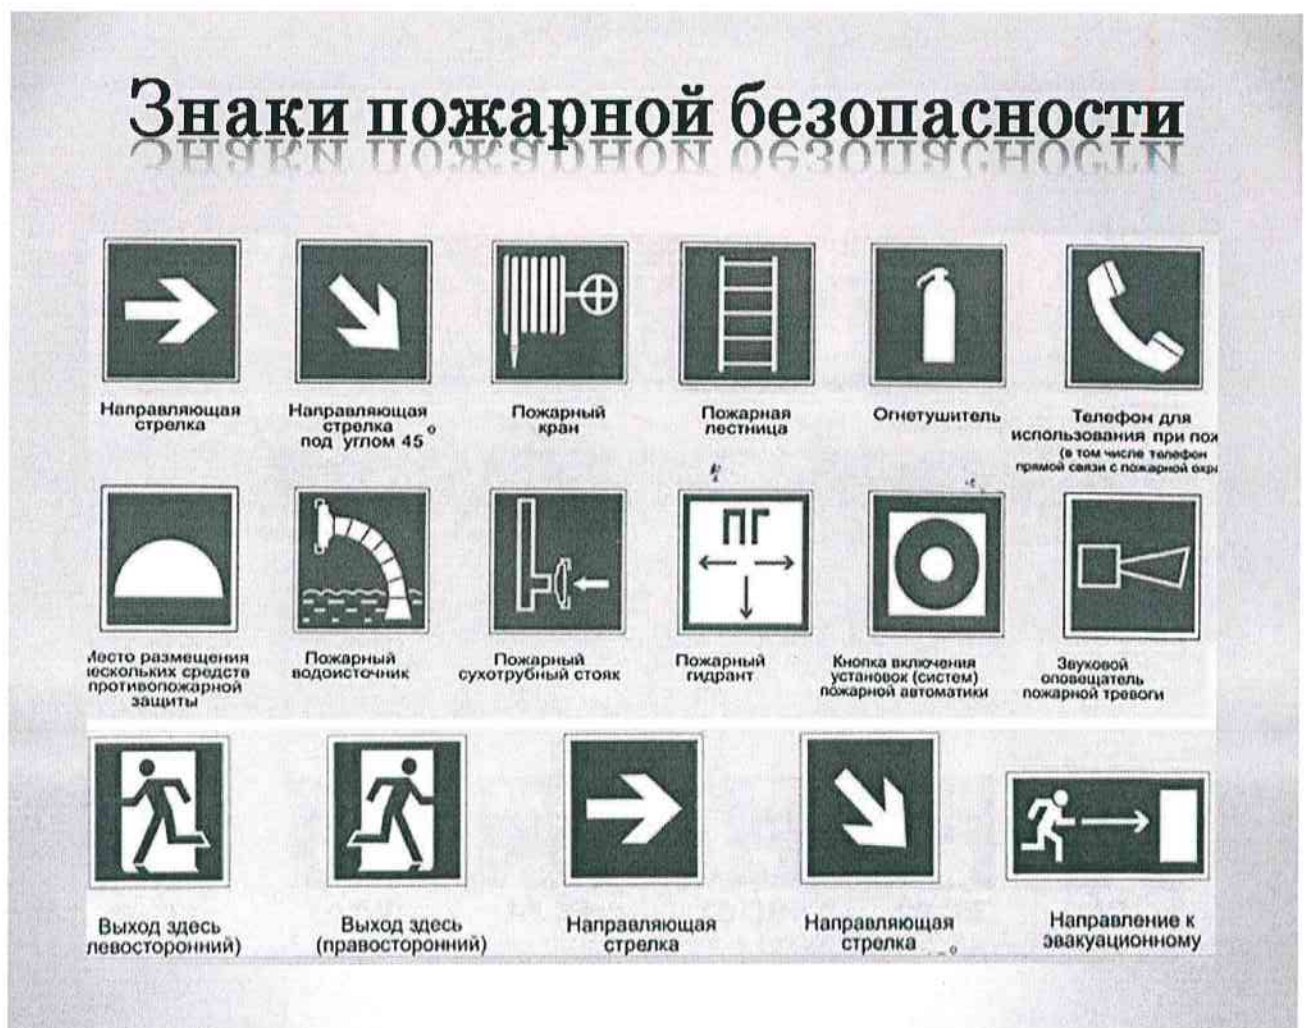 Знаки пожарной безопасности
Направляющая
стрелка
Направляющая
стрелка
под углом 45°
Пожарный
кран
Пожарная
лестница
Огнетушитель
Телефон для
использования при пож
(в том числе телефон
прямой связи с пожарной охра
Место размещения
нескольких средств
противопожарной
защиты
Пожарный
водоисточник
Пожарный
сухотрубный стояк
ПГ
Пожарный
гидрант
Кнопка включения
установок (систем)
пожарной автоматики
Звуковой
оповещатель
пожарной тревоги
Выход здесь
левосторонний)
Выход здесь
(правосторонний)
Направляющая
стрелка
Направляющая
стрелка °
Направление к
эвакуационному